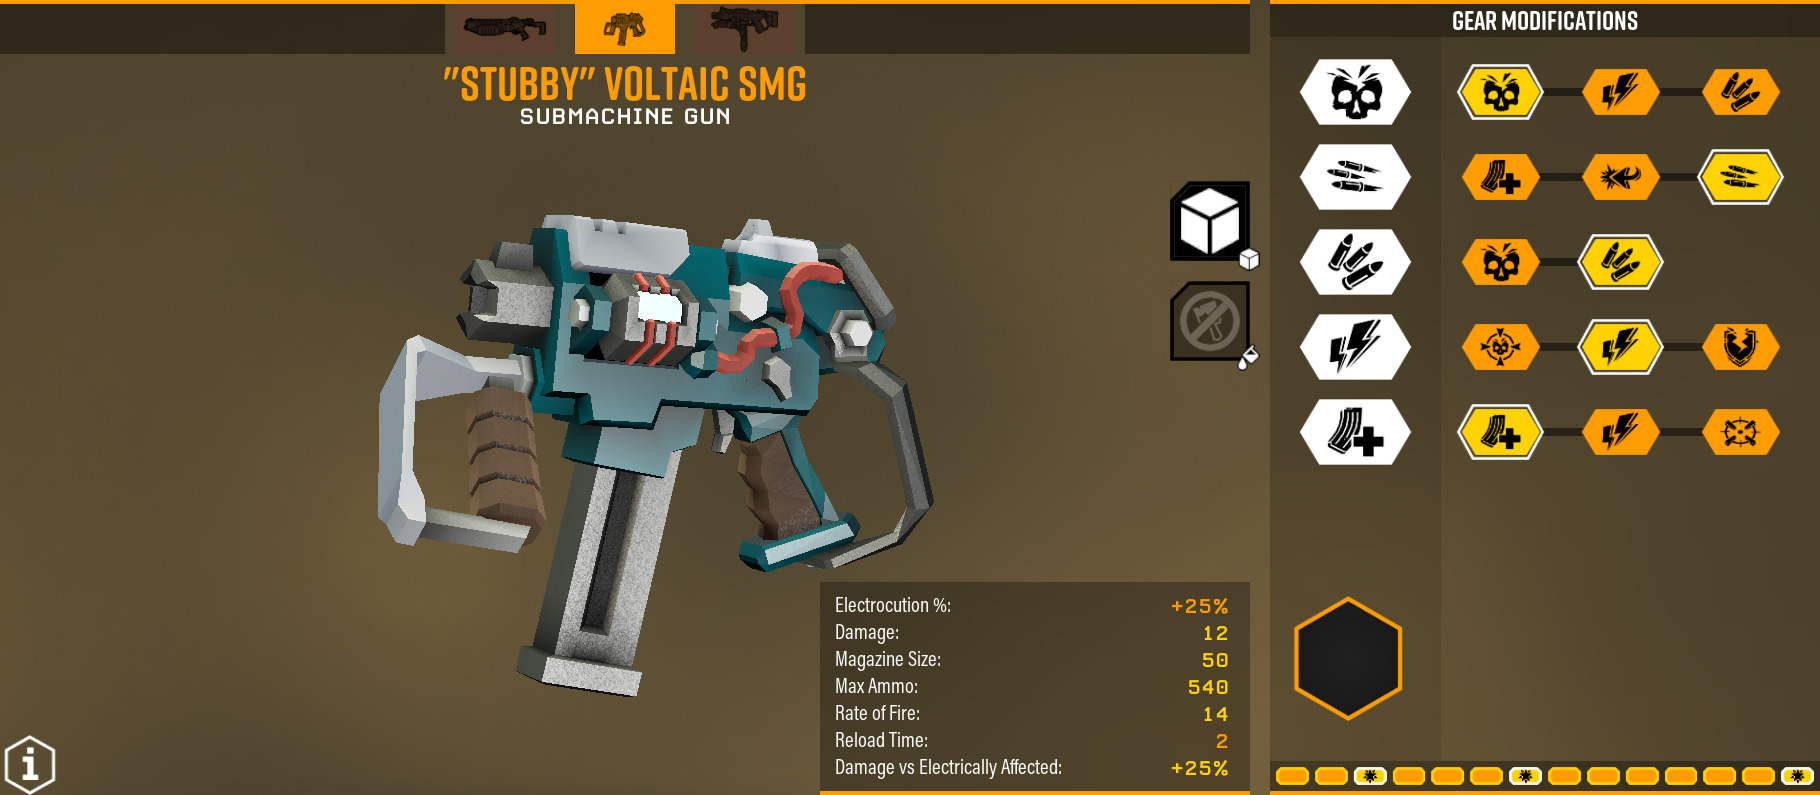 GEAR MODIFICATIONS
"STUBBY" VOLTAIC SMG
SUBMACHINE GUN
Electrocution %: +25%
Damage: 12
Magazine Size: 50
Max Ammo: 540
Rate of Fire: 14
Reload Time: 2
Damage vs Electrically Affected: +25%
i